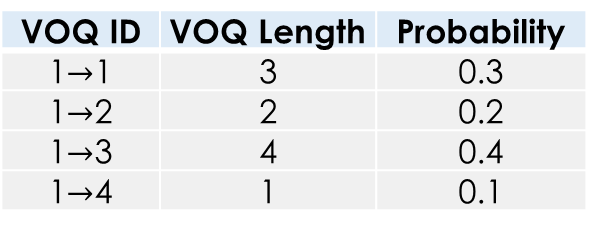 VOQ ID VOQ Length Probability
1→1 3 0.3
1→2 2 0.2
1→3 4 0.4
1→4 1 0.1